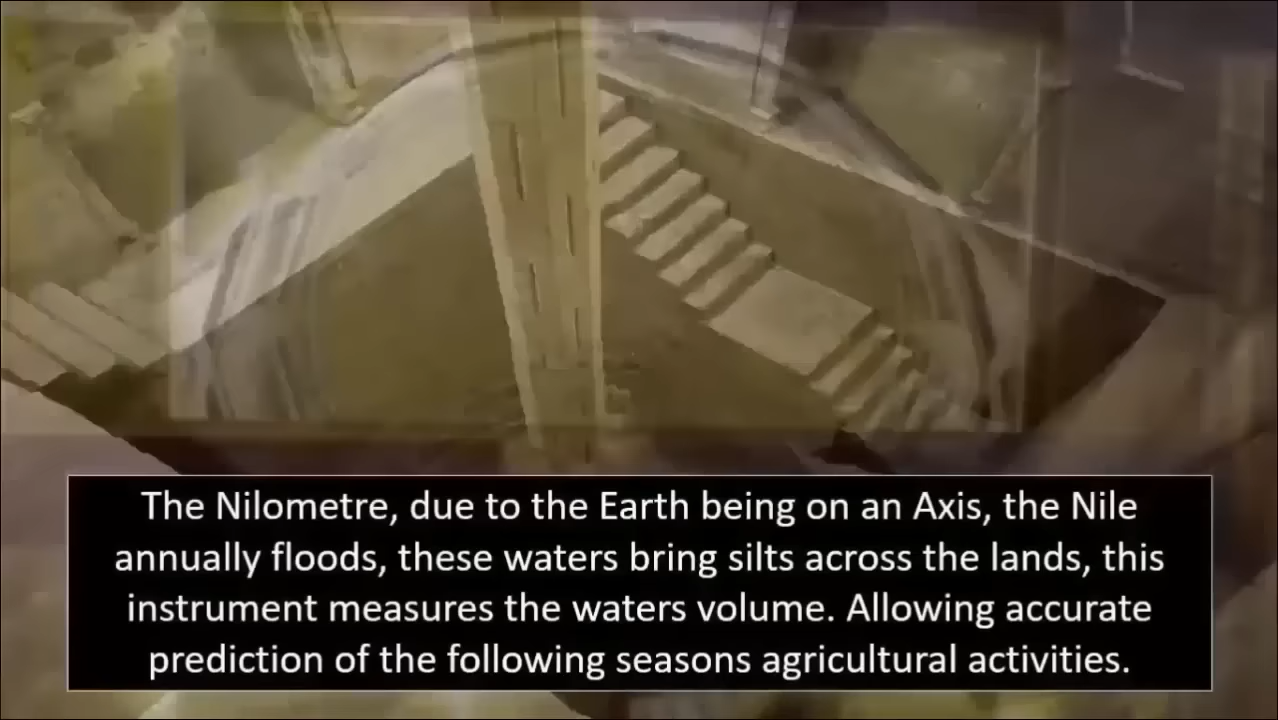 The Nilometre, due to the Earth being on an Axis, the Nile
annually floods, these waters bring silts across the lands, this
instrument measures the waters volume. Allowing accurate
prediction of the following seasons agricultural activities.